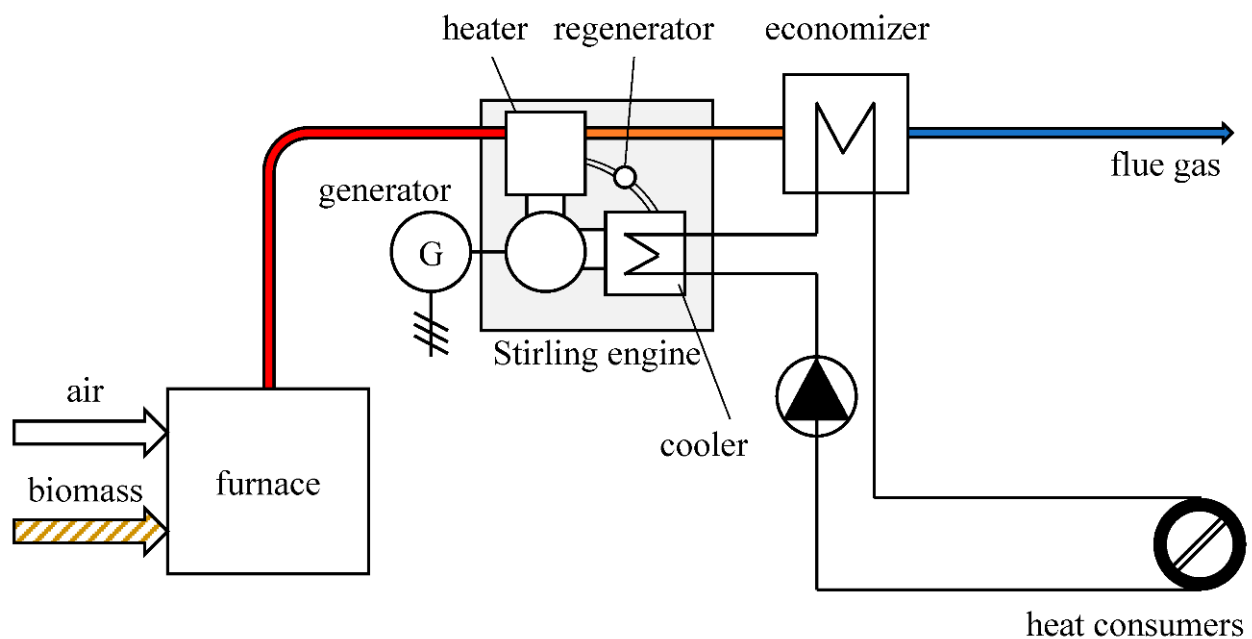 heater
regenerator
economizer
flue gas
generator
G
Stirling engine
air
cooler
biomass
furnace
heat consumers